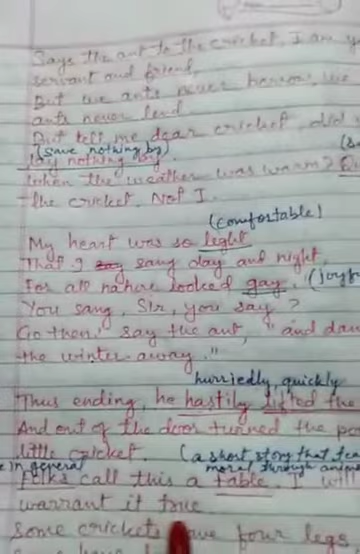 Says the ant to the cricket, I am y
servant and friend,
But we ants never borrow, we
ants never lend.
But tell me dear cricket, did y
(save nothing by)
lay nothing by
When the weather was warm? Q
the cricket, Not I.
(comfortable)
My heart was so light
That I sang day and night,
For all nature looked gay." (joyf
You sang, Sir, you say?
Go then," say the ant, "and dan
the winter away."
hurriedly, quickly
Thus ending, he hastily lifted the
And out of the door turned the po
little cricket. (a short story that tea
e in general moral through anim
Folks call this a fable. I will
warrant it true
Some crickets have four legs